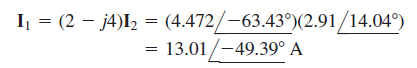 I₁ = (2 − j4)I₂ = (4.472/−63.43°)(2.91/14.04°)
= 13.01/−49.39° A